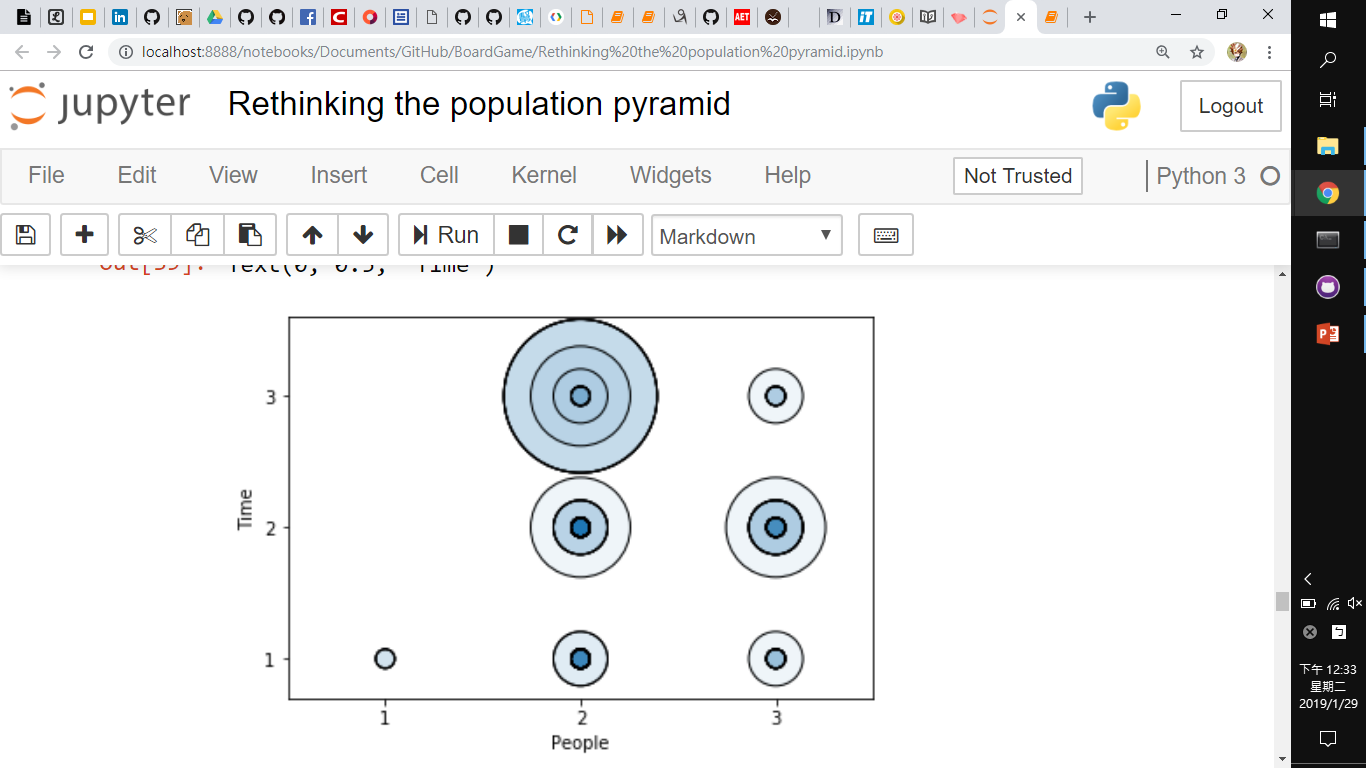 localhost:8888/notebooks/Documents/GitHub/BoardGame/Rethinking%20the%20population%20pyramid.ipynb
jupyter Rethinking the population pyramid
Logout
File Edit View Insert Cell Kernel Widgets Help
Not Trusted
Python 3
Run
Markdown
3
2
1
Time
1 2 3
People
下午 12:33
星期二
2019/1/29